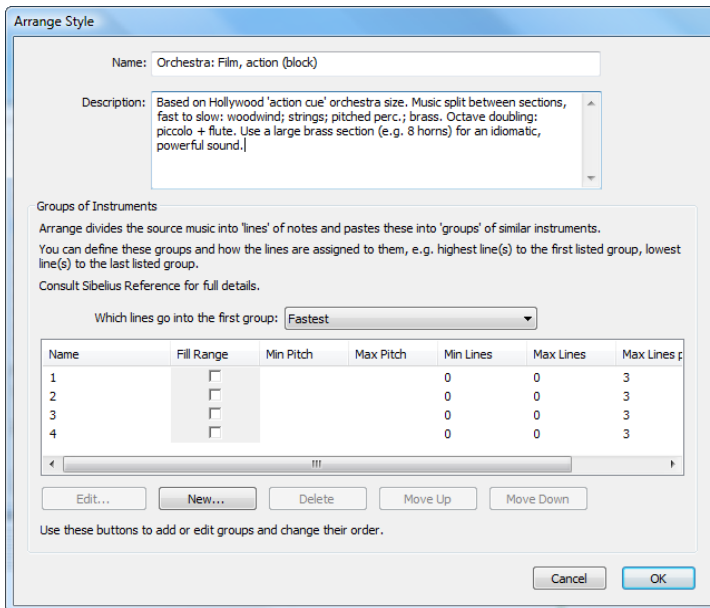 Arrange Style
Name: Orchestra: Film, action (block)
Description: Based on Hollywood 'action cue' orchestra size. Music split between sections,
fast to slow: woodwind; strings; pitched perc.; brass. Octave doubling:
piccolo + flute. Use a large brass section (e.g. 8 horns) for an idiomatic,
powerful sound.
Groups of Instruments
Arrange divides the source music into 'lines' of notes and pastes these into 'groups' of similar instruments.
You can define these groups and how the lines are assigned to them, e.g. highest line(s) to the first listed group, lowest
line(s) to the last listed group.
Consult Sibelius Reference for full details.
Which lines go into the first group: Fastest
Name Fill Range Min Pitch Max Pitch Min Lines Max Lines Max Lines p
1 0 0 3
2 0 0 3
3 0 0 3
4 0 0 3
Edit... New... Delete Move Up Move Down
Use these buttons to add or edit groups and change their order.
Cancel OK